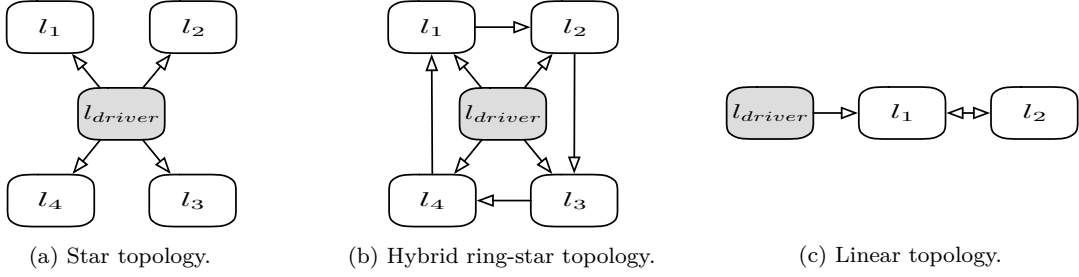 l₁ l₂ l₁ l₂
l_driver l_driver l_driver l₁ l₂
l₄ l₃ l₄ l₃
(a) Star topology. (b) Hybrid ring-star topology. (c) Linear topology.